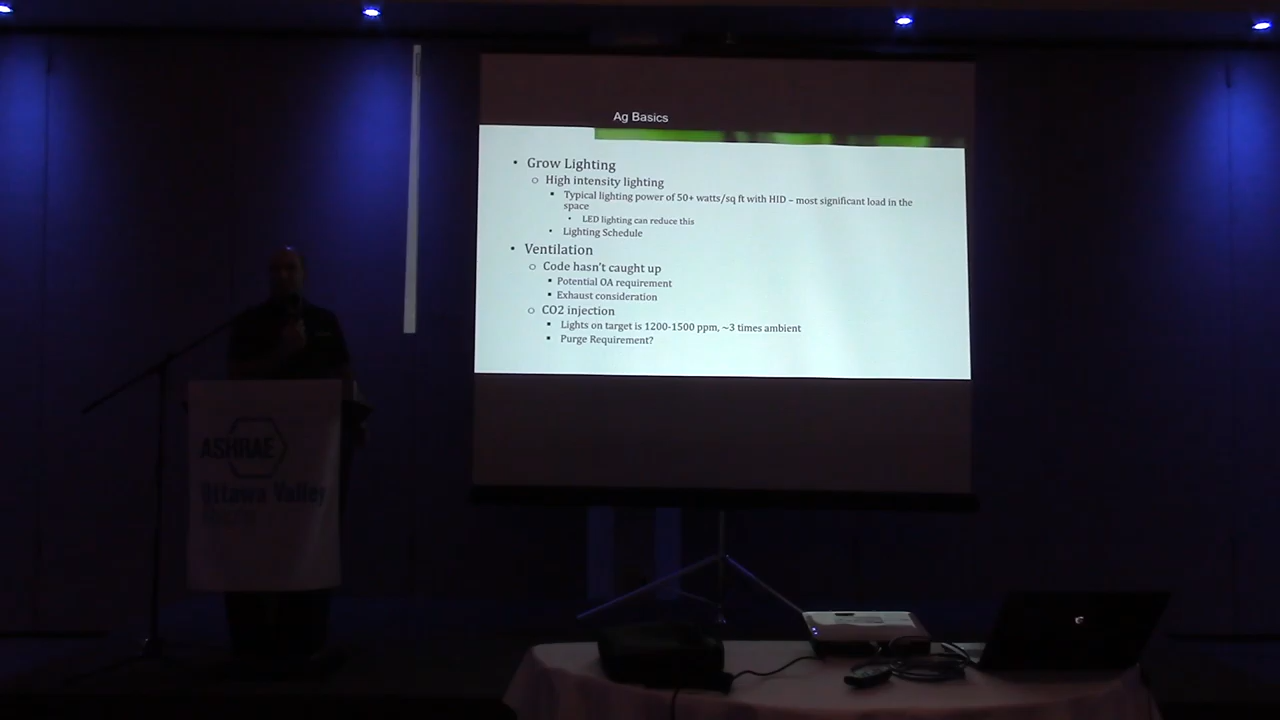 Ag Basics
• Grow Lighting
o High intensity lighting
▪ Typical lighting power of 50+ watts/sq ft with HID – most significant load in the
space
• LED lighting can reduce this
▪ Lighting Schedule
• Ventilation
o Code hasn't caught up
▪ Potential OA requirement
▪ Exhaust consideration
o CO2 injection
▪ Lights on target is 1200-1500 ppm, ~3 times ambient
▪ Purge Requirement?
ASHRAE
Ottawa Valley